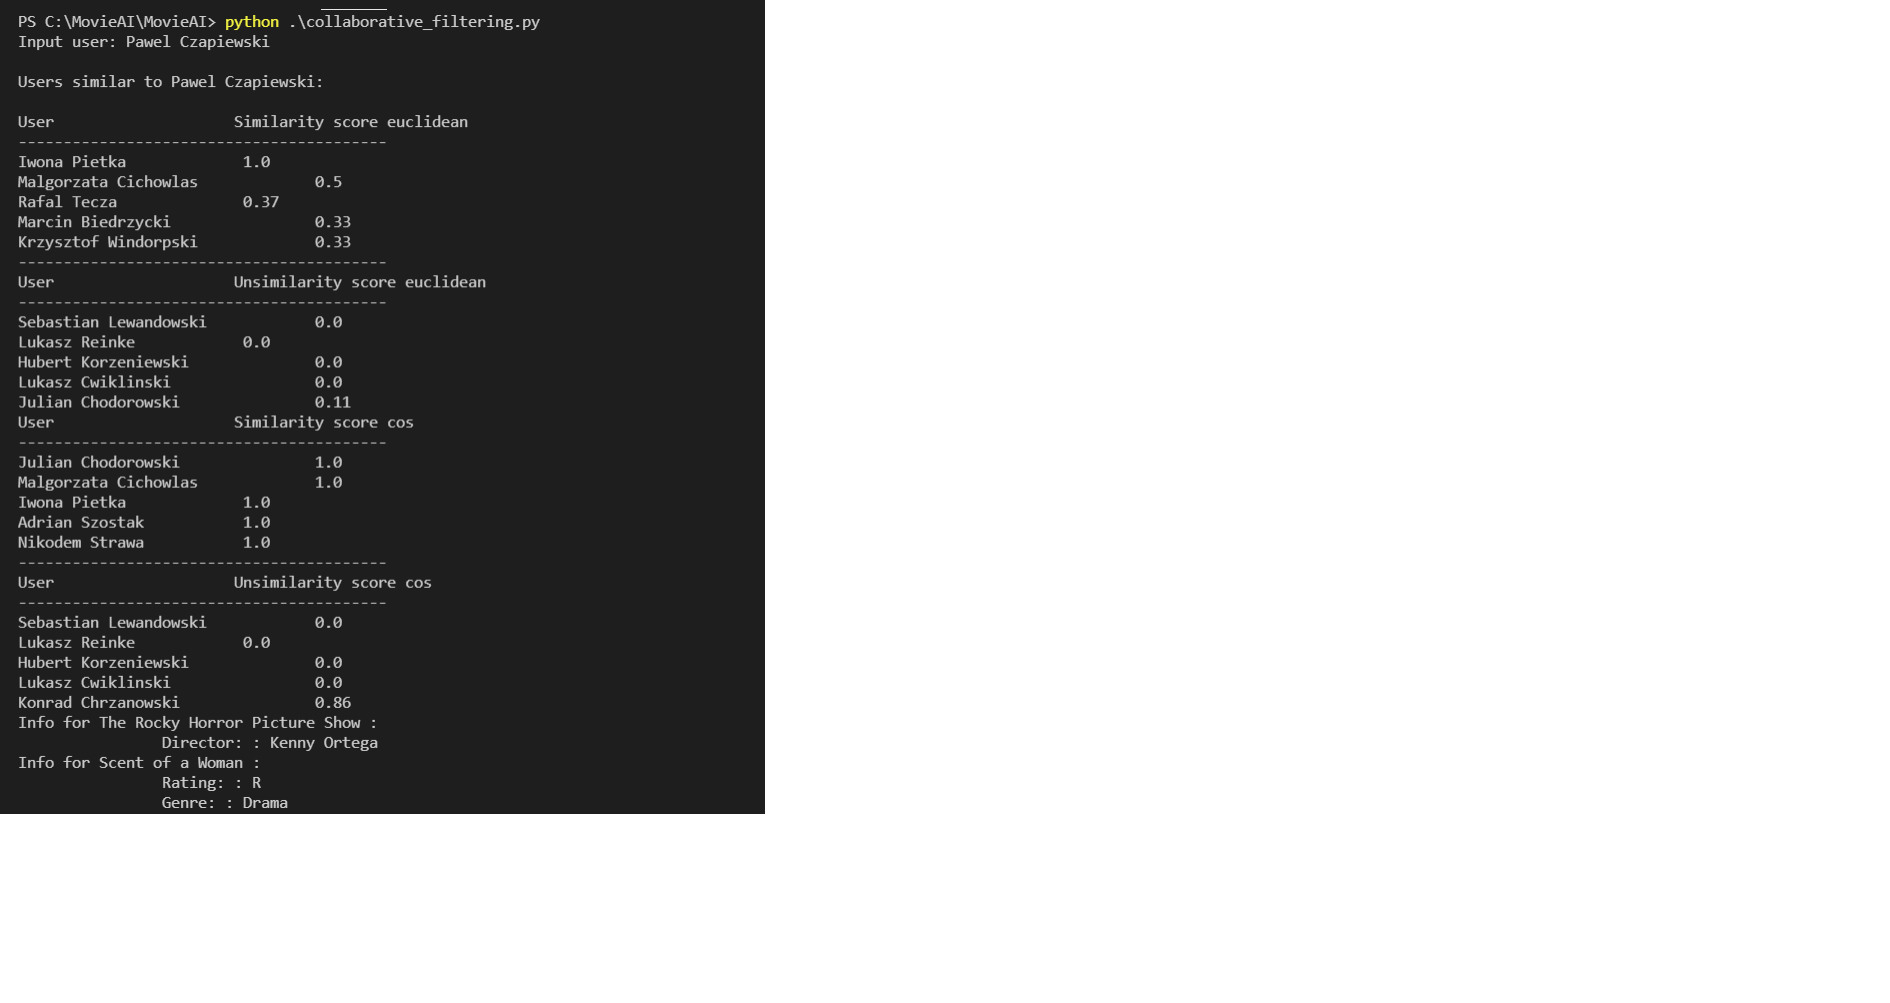 PS C:\MovieAI\MovieAI> python .\collaborative_filtering.py
Input user: Pawel Czapiewski
Users similar to Pawel Czapiewski:
User                    Similarity score euclidean
-----------------------------------------
Iwona Pietka             1.0
Malgorzata Cichowlas             0.5
Rafal Tecza              0.37
Marcin Biedrzycki                0.33
Krzysztof Windorpski             0.33
-----------------------------------------
User                    Unsimilarity score euclidean
-----------------------------------------
Sebastian Lewandowski            0.0
Lukasz Reinke            0.0
Hubert Korzeniewski              0.0
Lukasz Cwiklinski                0.0
Julian Chodorowski               0.11
User                    Similarity score cos
-----------------------------------------
Julian Chodorowski               1.0
Malgorzata Cichowlas             1.0
Iwona Pietka             1.0
Adrian Szostak           1.0
Nikodem Strawa           1.0
-----------------------------------------
User                    Unsimilarity score cos
-----------------------------------------
Sebastian Lewandowski            0.0
Lukasz Reinke            0.0
Hubert Korzeniewski              0.0
Lukasz Cwiklinski                0.0
Konrad Chrzanowski               0.86
Info for The Rocky Horror Picture Show :
                Director: : Kenny Ortega
Info for Scent of a Woman :
                Rating: : R
                Genre: : Drama